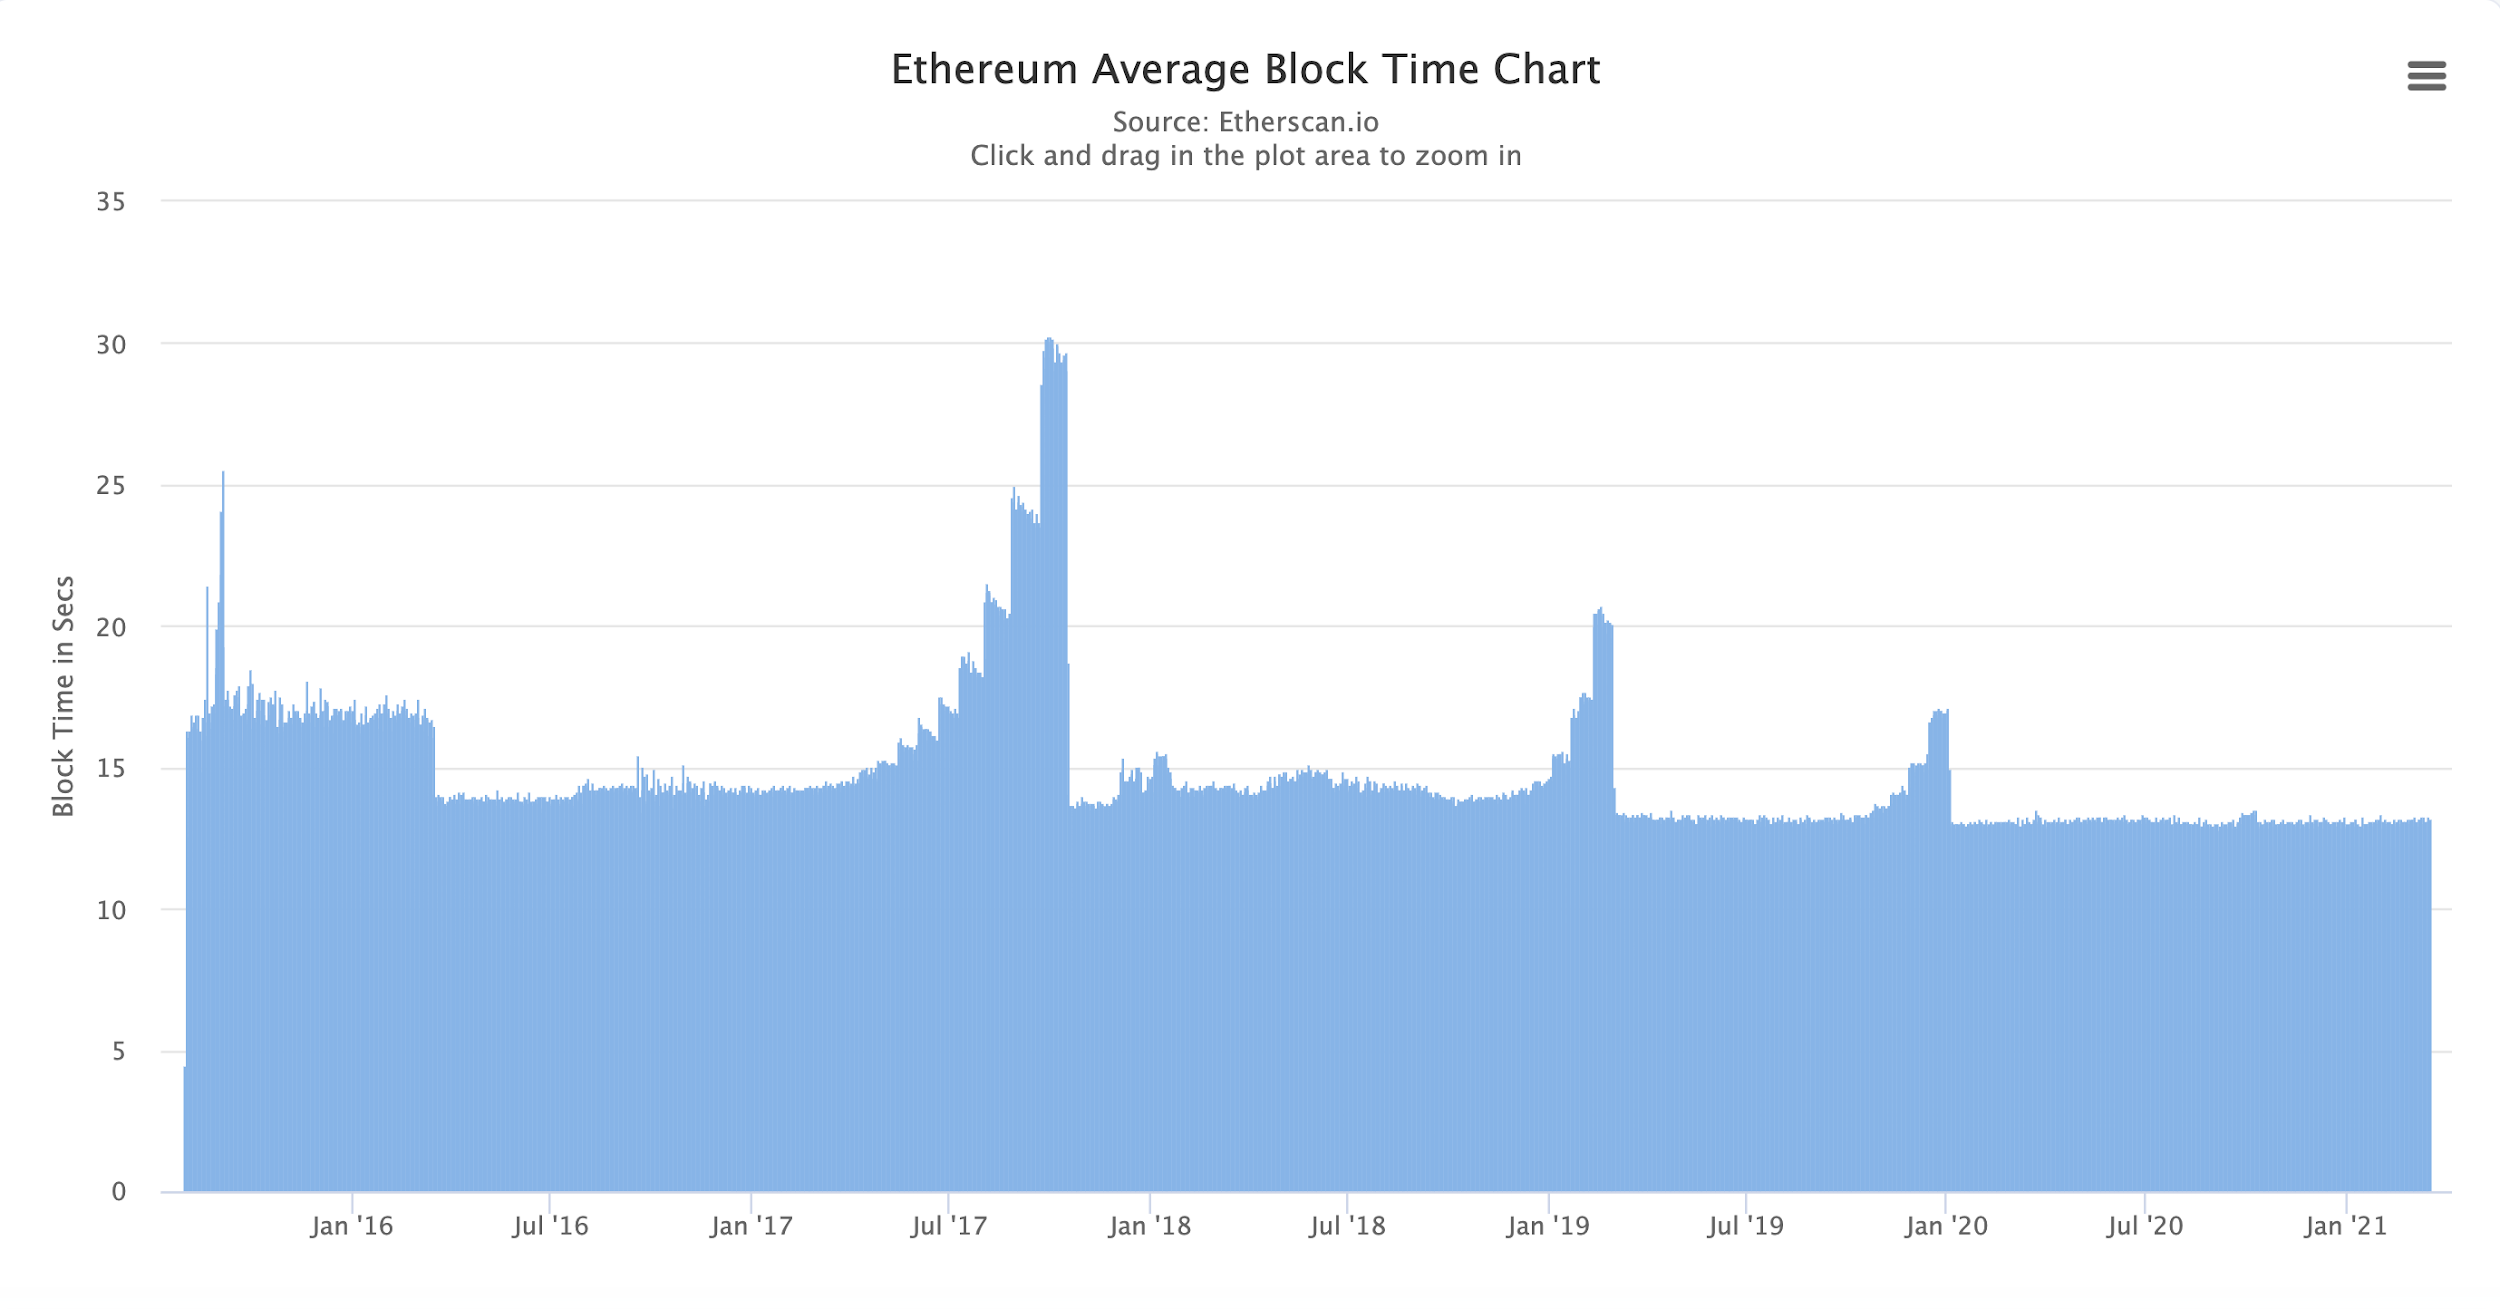 Ethereum Average Block Time Chart
Source: Etherscan.io
Click and drag in the plot area to zoom in
Block Time in Secs
35
30
25
20
15
10
5
0
Jan '16
Jul '16
Jan '17
Jul '17
Jan '18
Jul '18
Jan '19
Jul '19
Jan '20
Jul '20
Jan '21